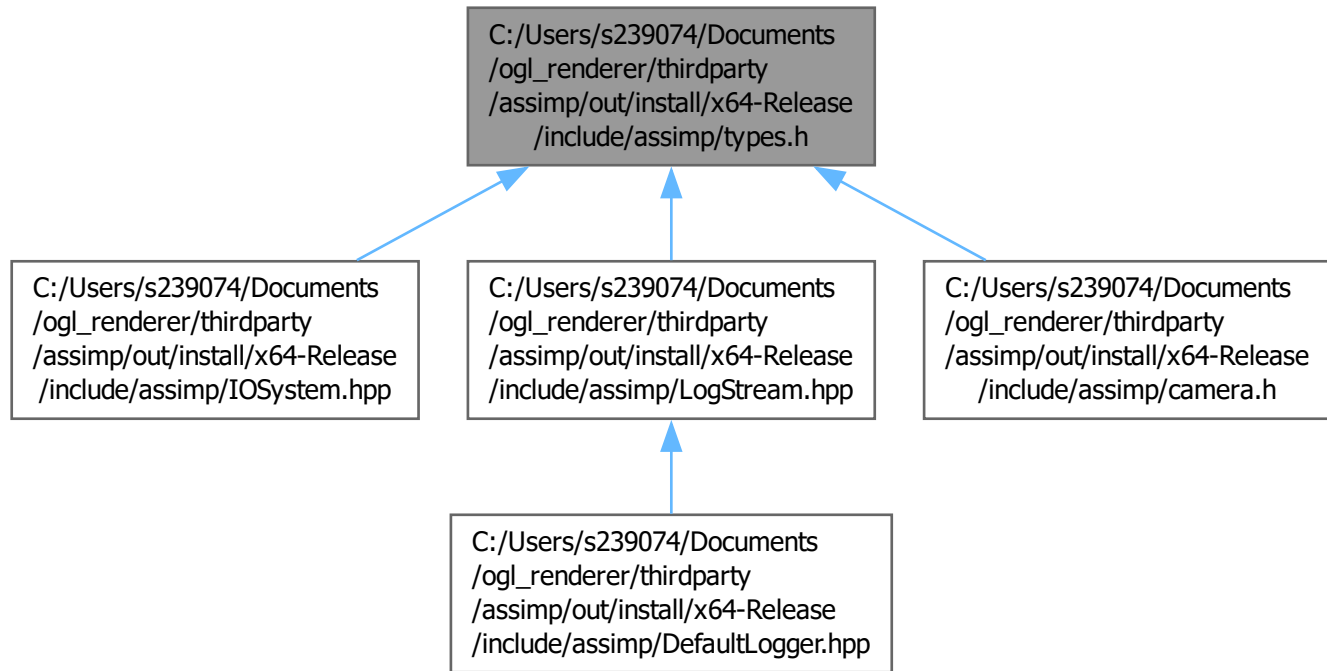 C:/Users/s239074/Documents
/ogl_renderer/thirdparty
/assimp/out/install/x64-Release
/include/assimp/types.h
C:/Users/s239074/Documents
/ogl_renderer/thirdparty
/assimp/out/install/x64-Release
/include/assimp/IOSystem.hpp
C:/Users/s239074/Documents
/ogl_renderer/thirdparty
/assimp/out/install/x64-Release
/include/assimp/LogStream.hpp
C:/Users/s239074/Documents
/ogl_renderer/thirdparty
/assimp/out/install/x64-Release
/include/assimp/camera.h
C:/Users/s239074/Documents
/ogl_renderer/thirdparty
/assimp/out/install/x64-Release
/include/assimp/DefaultLogger.hpp